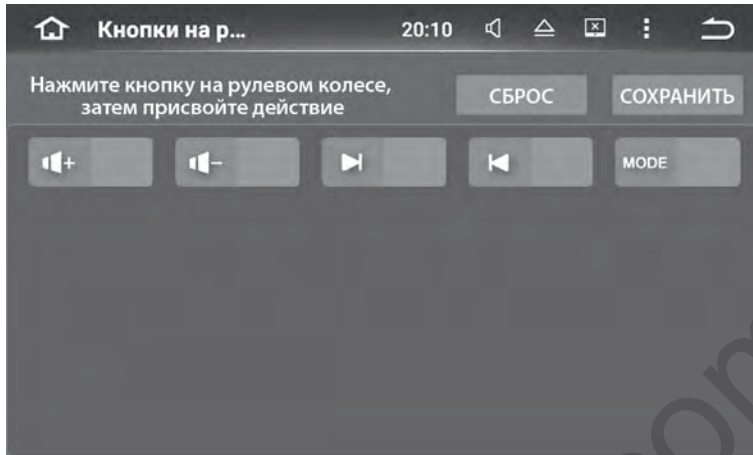 Кнопки на р... 20:10
Нажмите кнопку на рулевом колесе,
затем присвойте действие
СБРОС СОХРАНИТЬ
+ - MODE